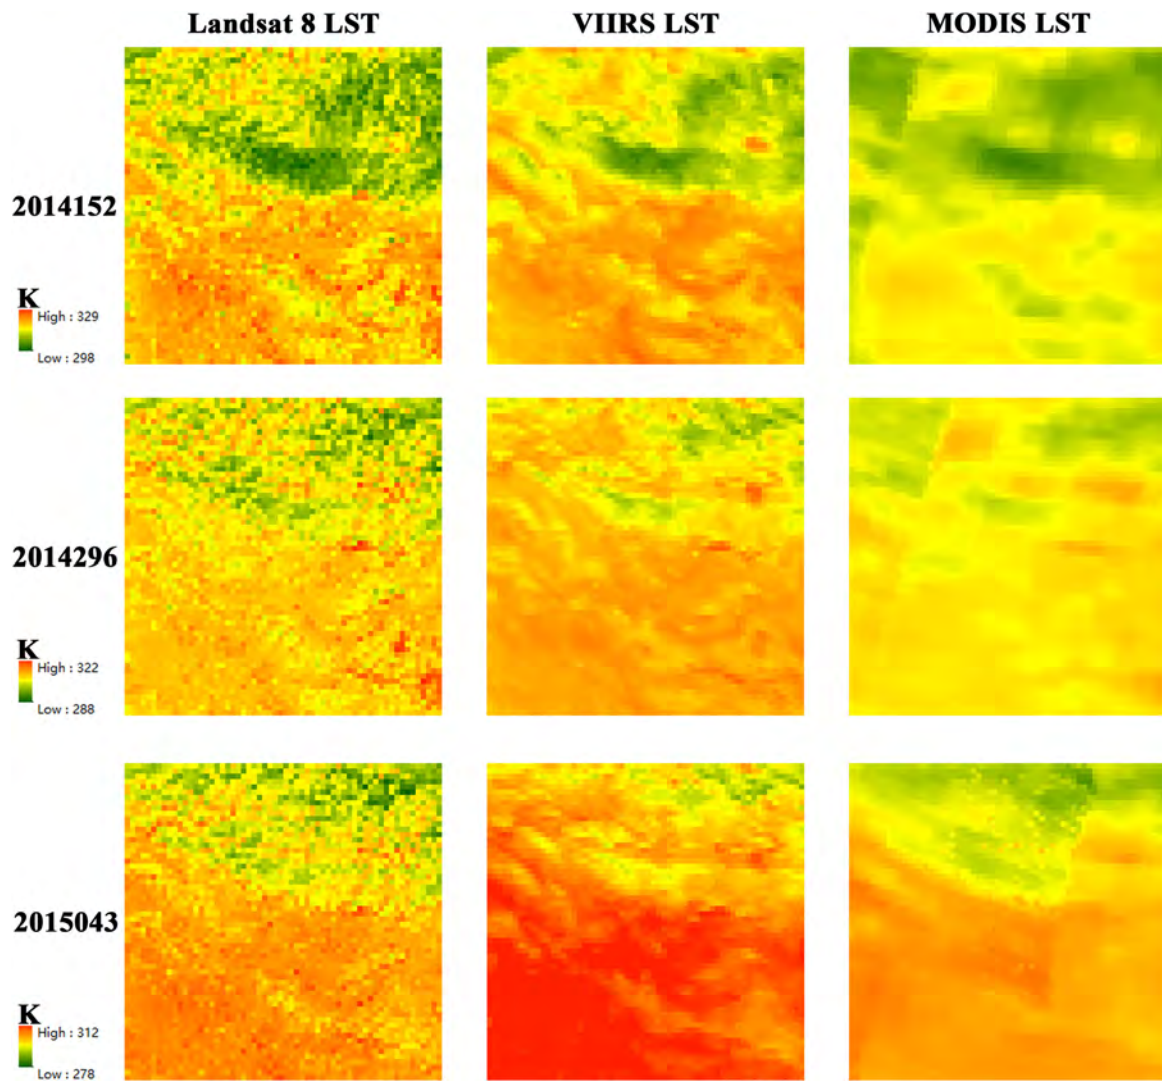 Landsat 8 LST VIIRS LST MODIS LST
2014152
K
High : 329
Low : 298
2014296
K
High : 322
Low : 288
2015043
K
High : 312
Low : 278